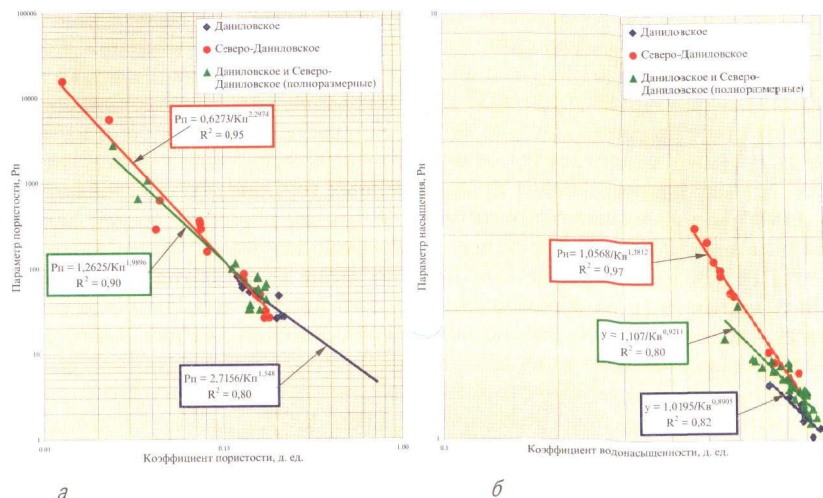 100000
10000
1000
100
10
1
0.01
0.10
1.00
Параметр пористости, Рп
Коэффициент пористости, д. ед.
Даниловское
Северо-Даниловское
Даниловское и Северо-
Даниловское (полноразмерные)
Рп = 0,6273/Кп^2,2974
R² = 0,95
Рп = 1,2625/Кп^1,9896
R² = 0,90
Рп = 2,7156/Кп^1,548
R² = 0,80
а
10
1
0.1
1
Параметр насыщения, Рн
Коэффициент водонасыщенности, д. ед.
Даниловское
Северо-Даниловское
Даниловское и Северо-
Даниловское (полноразмерные)
Рн= 1,0568/Кв^1,3812
R² = 0,97
у = 1,107/Кв^0,9211
R² = 0,80
у = 1,0195/Кв^0,8905
R² = 0,82
б